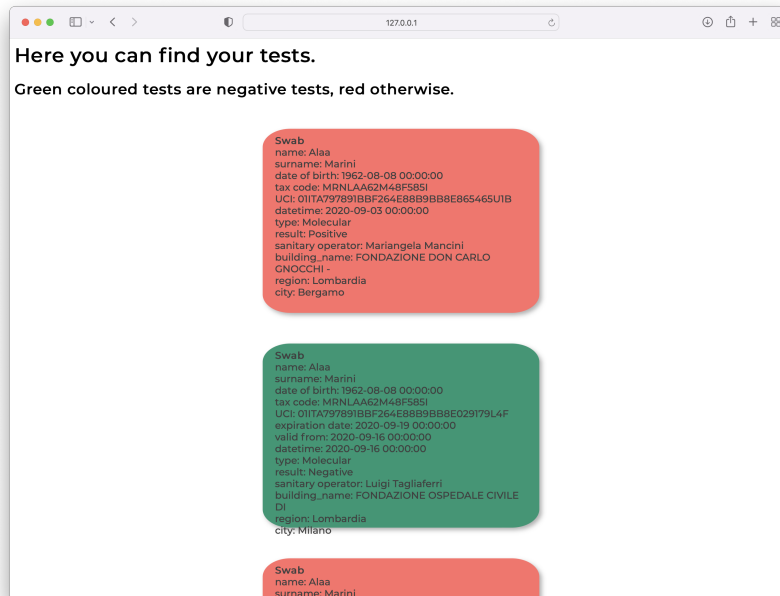 127.0.0.1
Here you can find your tests.
Green coloured tests are negative tests, red otherwise.
Swab
name: Alaa
surname: Marini
date of birth: 1962-08-08 00:00:00
tax code: MRNLAA62M48F585I
UCI: 01ITA797891BBF264E88B9BB8E865465U1B
datetime: 2020-09-03 00:00:00
type: Molecular
result: Positive
sanitary operator: Mariangela Mancini
building_name: FONDAZIONE DON CARLO
GNOCCHI -
region: Lombardia
city: Bergamo
Swab
name: Alaa
surname: Marini
date of birth: 1962-08-08 00:00:00
tax code: MRNLAA62M48F585I
UCI: 01ITA797891BBF264E88B9BB8E029179L4F
expiration date: 2020-09-19 00:00:00
valid from: 2020-09-16 00:00:00
datetime: 2020-09-16 00:00:00
type: Molecular
result: Negative
sanitary operator: Luigi Tagliaferri
building_name: FONDAZIONE OSPEDALE CIVILE
DI
region: Lombardia
city: Milano
Swab
name: Alaa
surname: Marini